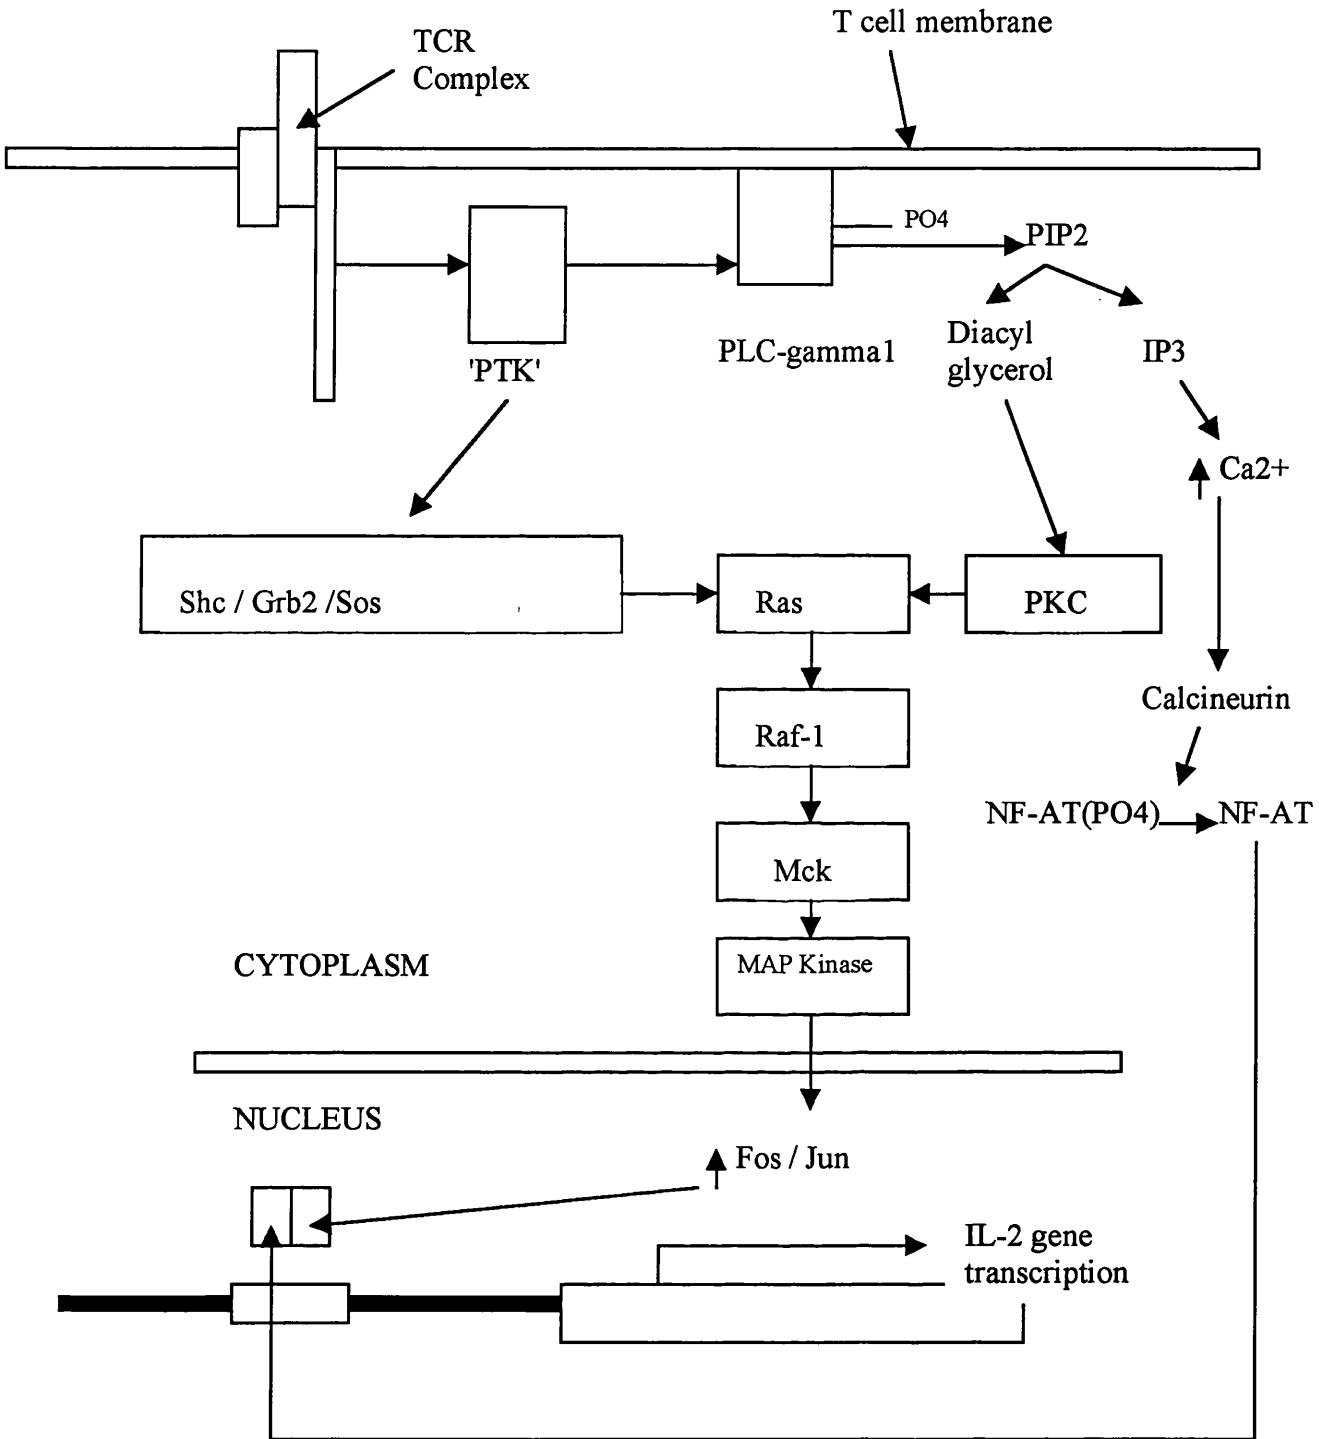 T cell membrane
TCR
Complex
PO4
PIP2
PLC-gamma1
Diacyl
glycerol
IP3
'PTK'
Ca2+
Shc / Grb2 /Sos
Ras
PKC
Calcineurin
Raf-1
NF-AT(PO4)
NF-AT
Mck
CYTOPLASM
MAP Kinase
NUCLEUS
Fos / Jun
IL-2 gene
transcription